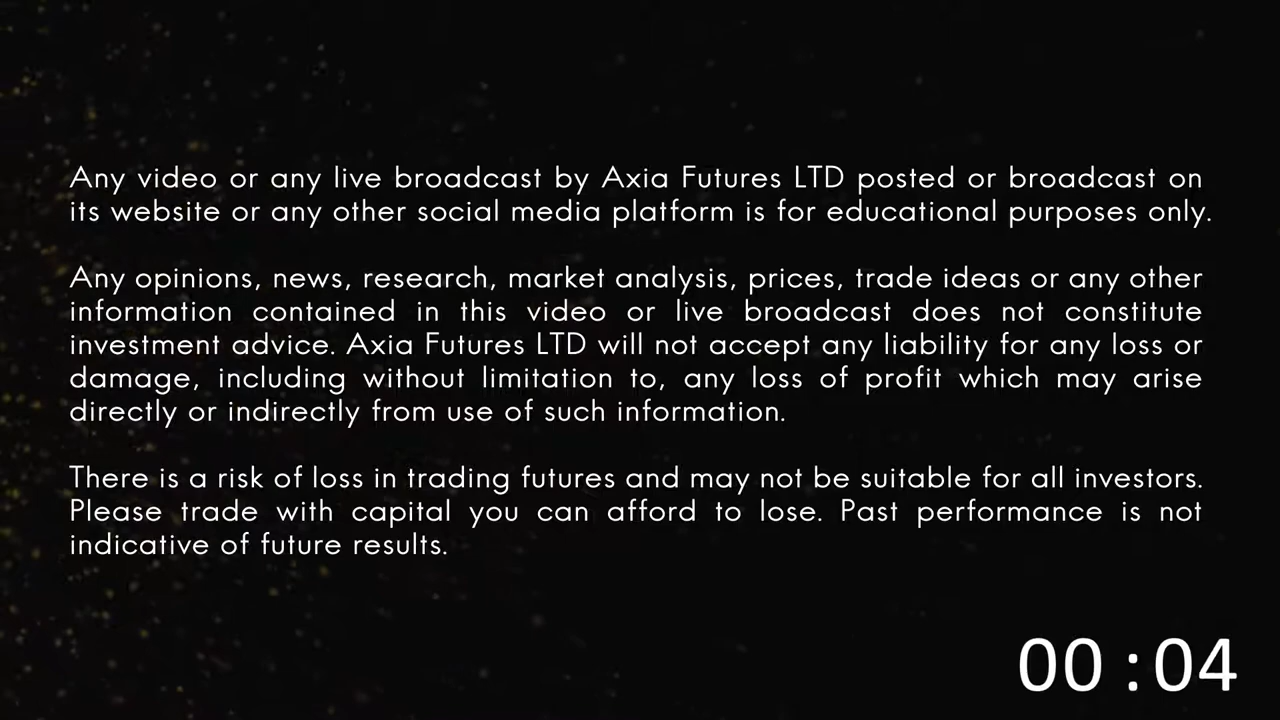 Any video or any live broadcast by Axia Futures LTD posted or broadcast on
its website or any other social media platform is for educational purposes only.
Any opinions, news, research, market analysis, prices, trade ideas or any other
information contained in this video or live broadcast does not constitute
investment advice. Axia Futures LTD will not accept any liability for any loss or
damage, including without limitation to, any loss of profit which may arise
directly or indirectly from use of such information.
There is a risk of loss in trading futures and may not be suitable for all investors.
Please trade with capital you can afford to lose. Past performance is not
indicative of future results.
00 : 04